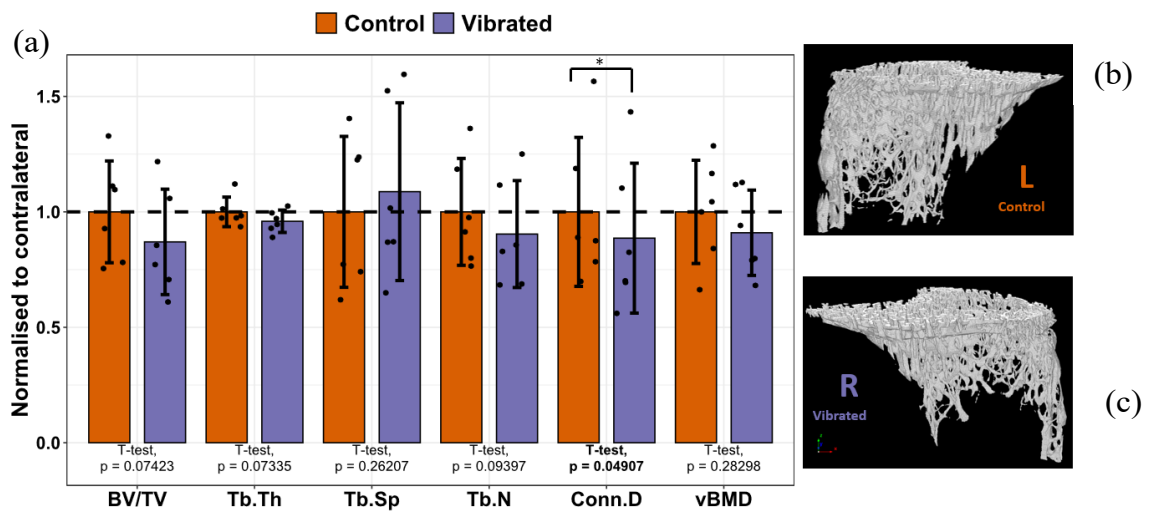 Control Vibrated
(a)
*
Normalised to contralateral
1.5
1.0
0.5
0.0
T-test,
p = 0.07423
T-test,
p = 0.07335
T-test,
p = 0.26207
T-test,
p = 0.09397
T-test,
p = 0.04907
T-test,
p = 0.28298
BV/TV Tb.Th Tb.Sp Tb.N Conn.D vBMD
(b)
L
Control
R
Vibrated
(c)